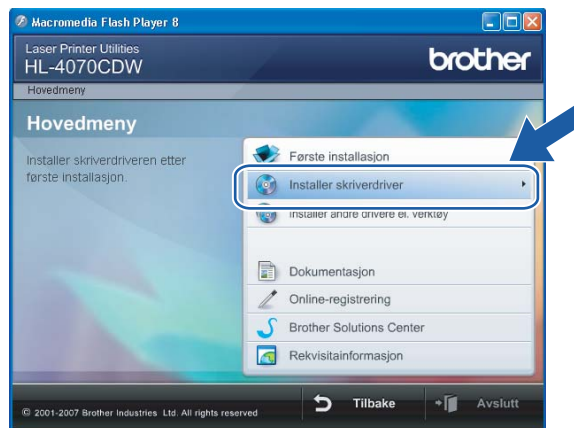 Macromedia Flash Player 8
Laser Printer Utilities
HL-4070CDW
brother
Hovedmeny
Hovedmeny
Installer skriverdriveren etter
første installasjon.
Første installasjon
Installer skriverdriver
Installer andre drivere el. verktøy
Dokumentasjon
Online-registrering
Brother Solutions Center
Rekvisitainformasjon
© 2001-2007 Brother Industries Ltd. All rights reserved
Tilbake
Avslutt